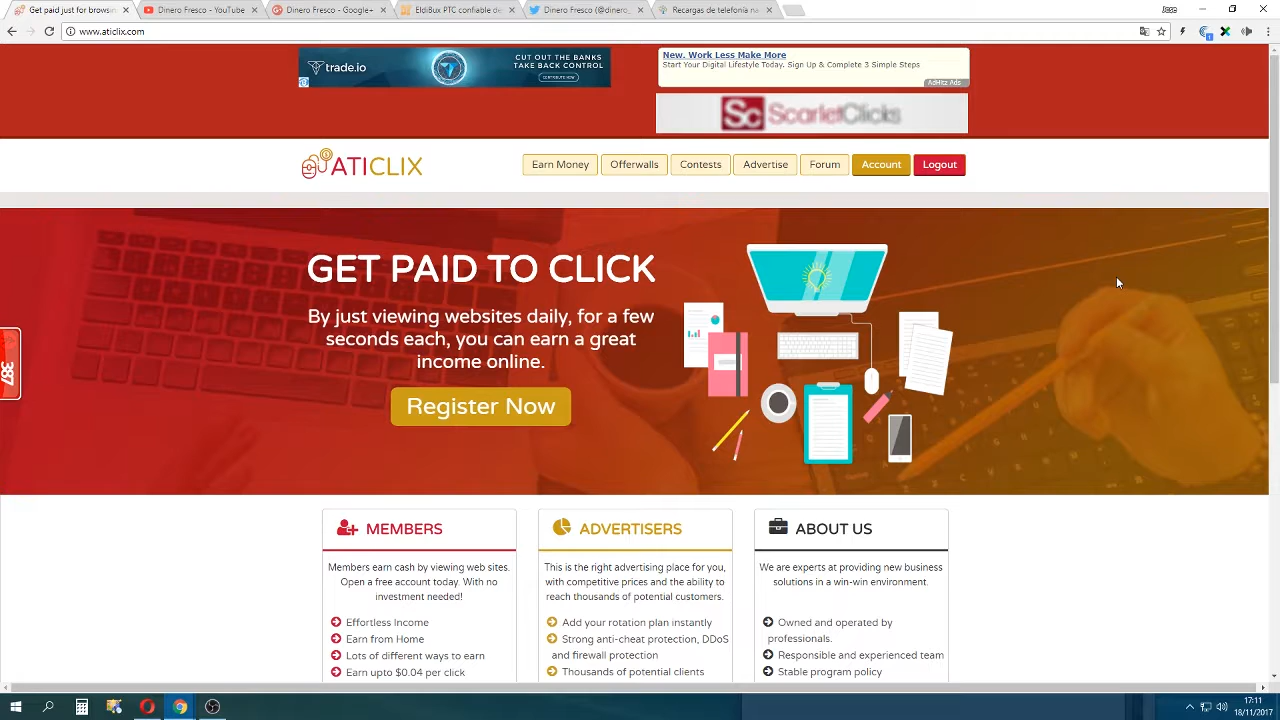 Get paid just for browsin
Dinero Fresco - YouTube
Dinero Fresco - Google+
EldiBux PTC confiable de
Dinero Fresco (@dinero_
Recargas de telefonía na
www.aticlix.com
trade.io
CUT OUT THE BANKS
TAKE BACK CONTROL
CONTRIBUTE NOW
New. Work Less Make More
Start Your Digital Lifestyle Today. Sign Up & Complete 3 Simple Steps
AdHitz Ads
Sc ScarletClicks
ATICLIX
Earn Money
Offerwalls
Contests
Advertise
Forum
Account
Logout
GET PAID TO CLICK
By just viewing websites daily, for a few
seconds each, you can earn a great
income online.
Register Now
387
MEMBERS
Members earn cash by viewing web sites.
Open a free account today. With no
investment needed!
Effortless Income
Earn from Home
Lots of different ways to earn
Earn upto $0.04 per click
ADVERTISERS
This is the right advertising place for you,
with competitive prices and the ability to
reach thousands of potential customers.
Add your rotation plan instantly
Strong anti-cheat protection, DDoS
and firewall protection
Thousands of potential clients
ABOUT US
We are experts at providing new business
solutions in a win-win environment.
Owned and operated by
professionals.
Responsible and experienced team
Stable program policy
17:11
18/11/2017